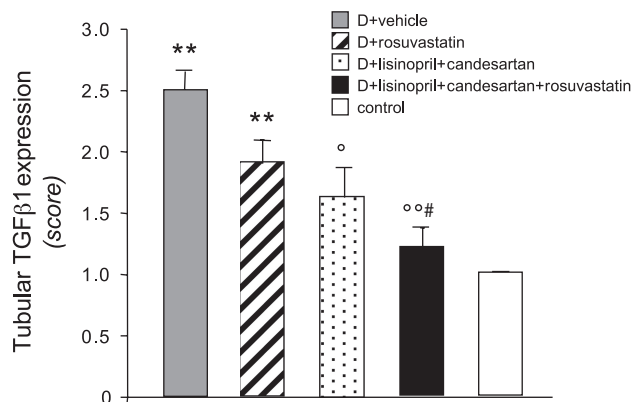 D+vehicle
D+rosuvastatin
D+lisinopril+candesartan
D+lisinopril+candesartan+rosuvastatin
control
Tubular TGFβ1 expression
(score)
3.0
2.5
2.0
1.5
1.0
0.5
0
**
**
°
°°#